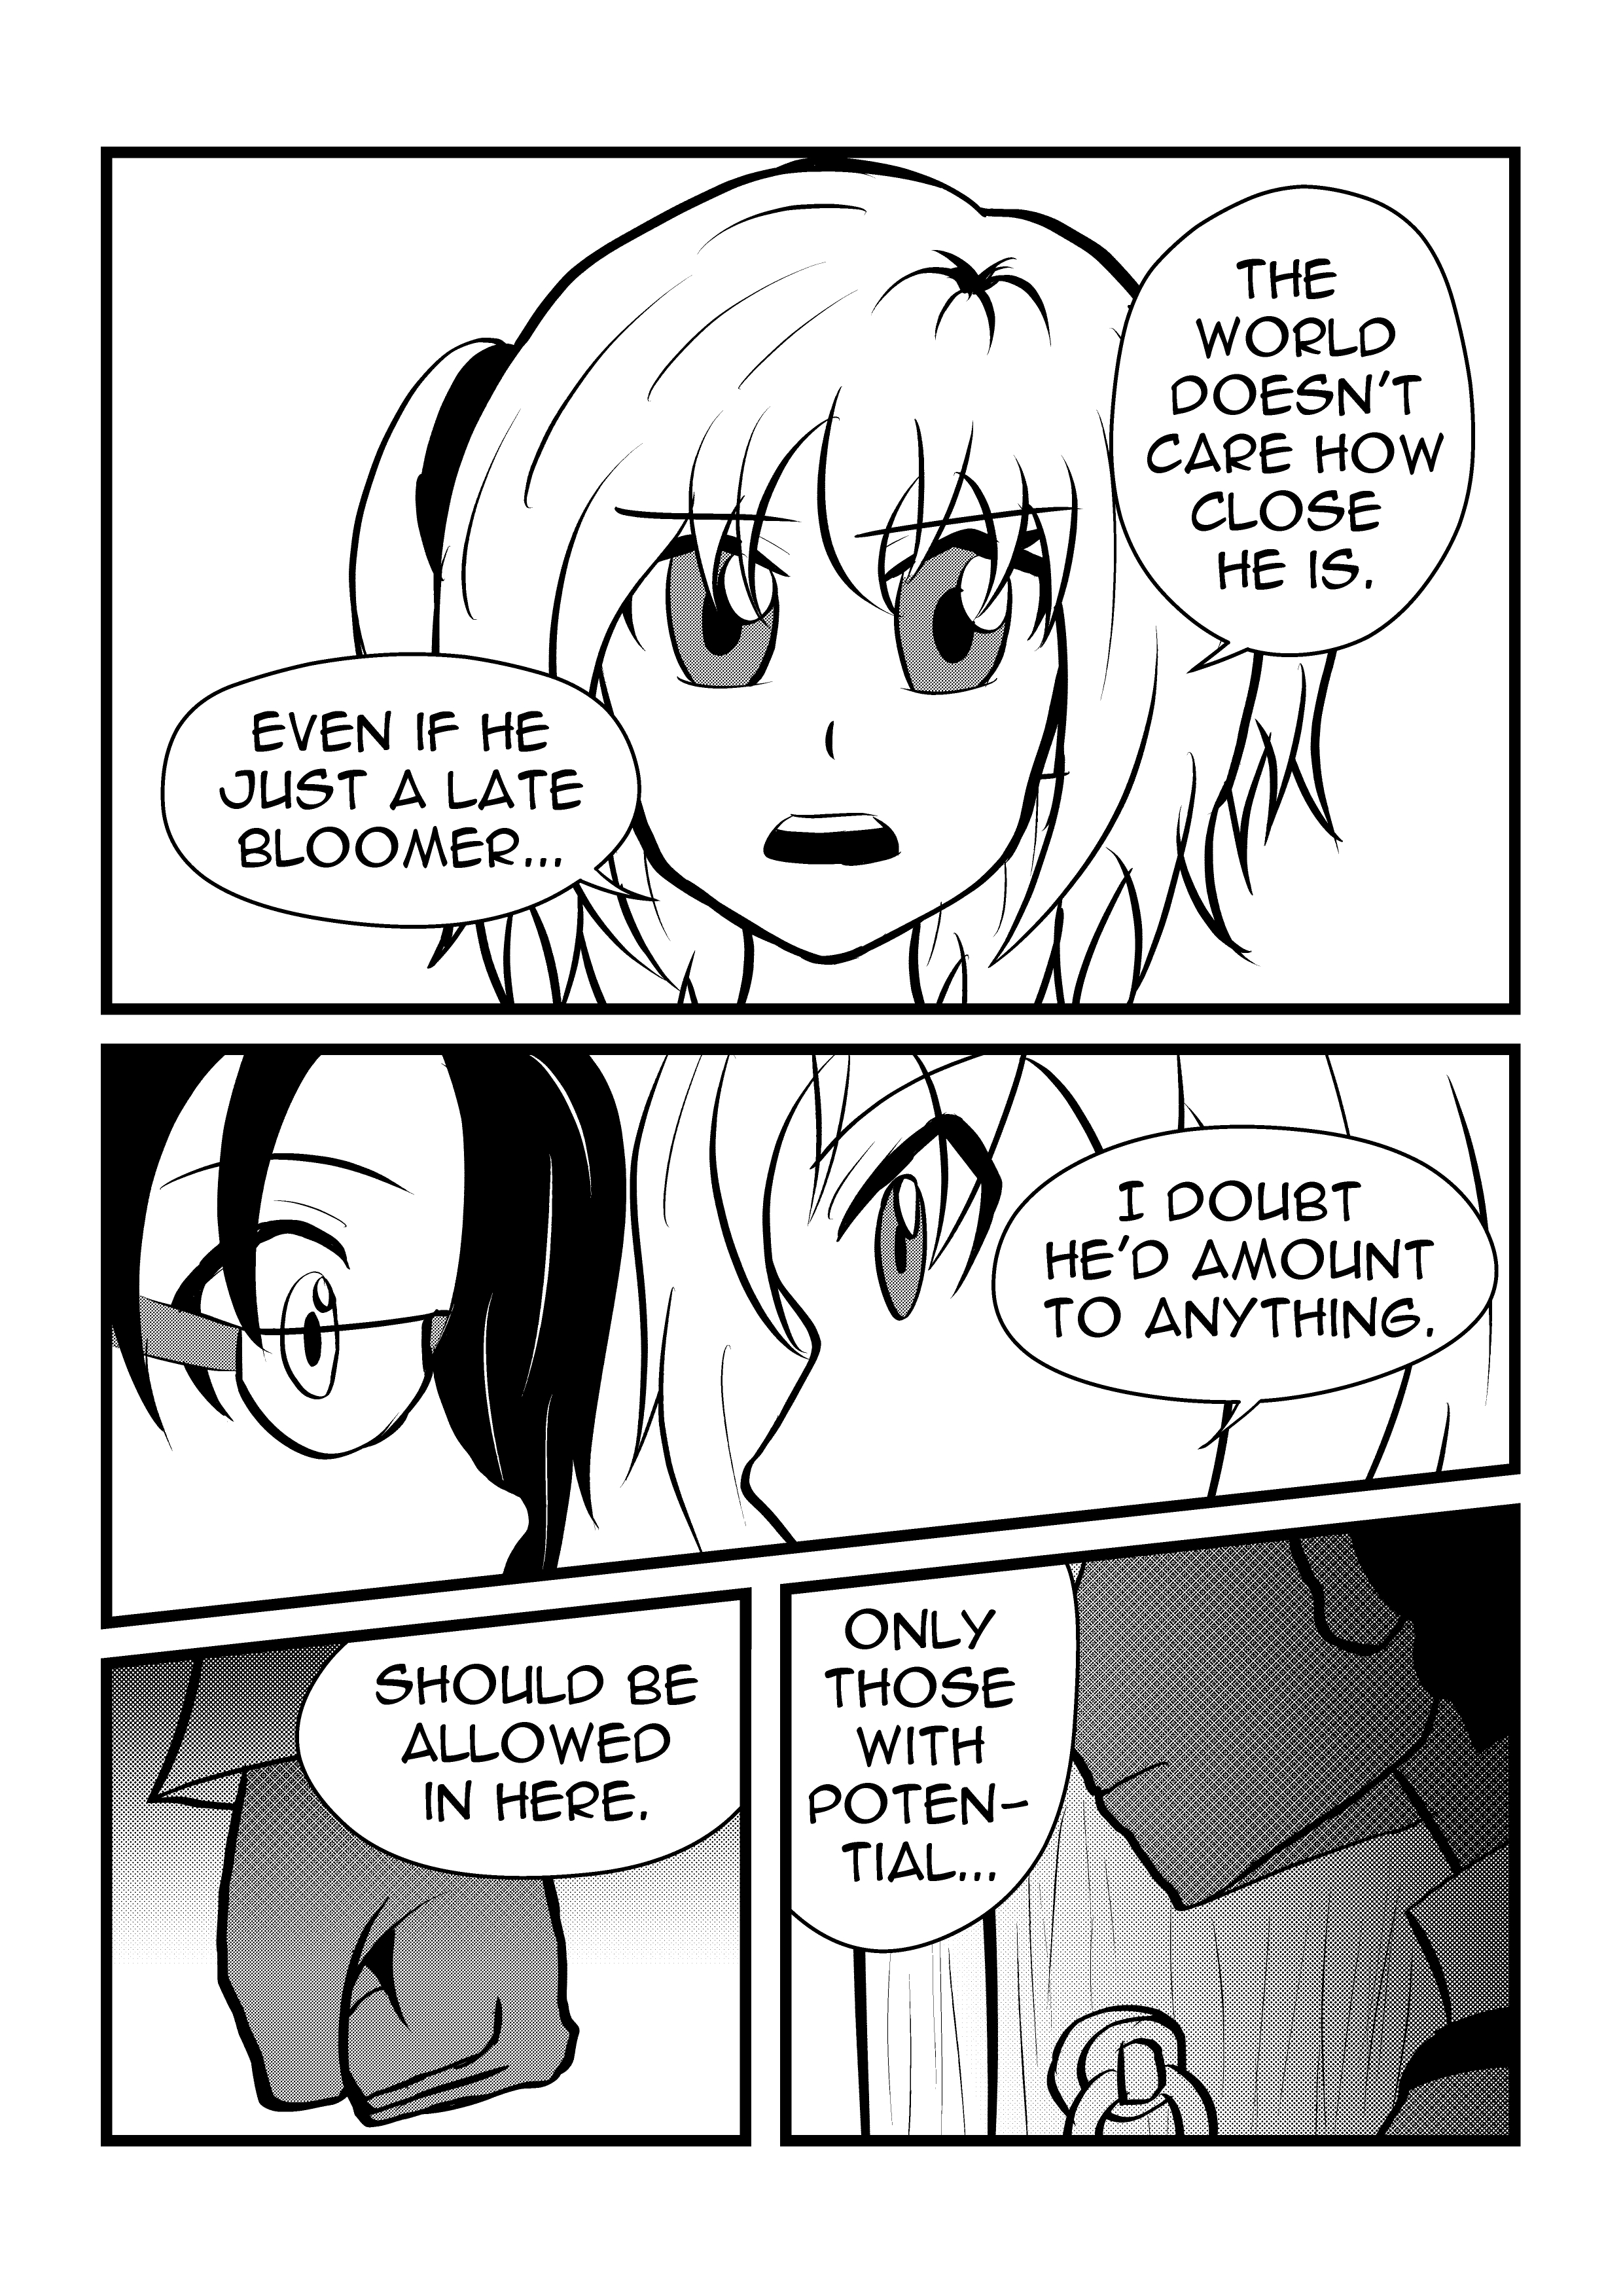 THE
WORLD
DOESN'T
CARE HOW
CLOSE
HE IS.
EVEN IF HE
JUST A LATE
BLOOMER...
I DOUBT
HE'D AMOUNT
TO ANYTHING.
ONLY
THOSE
WITH
POTEN-
TIAL...
SHOULD BE
ALLOWED
IN HERE.